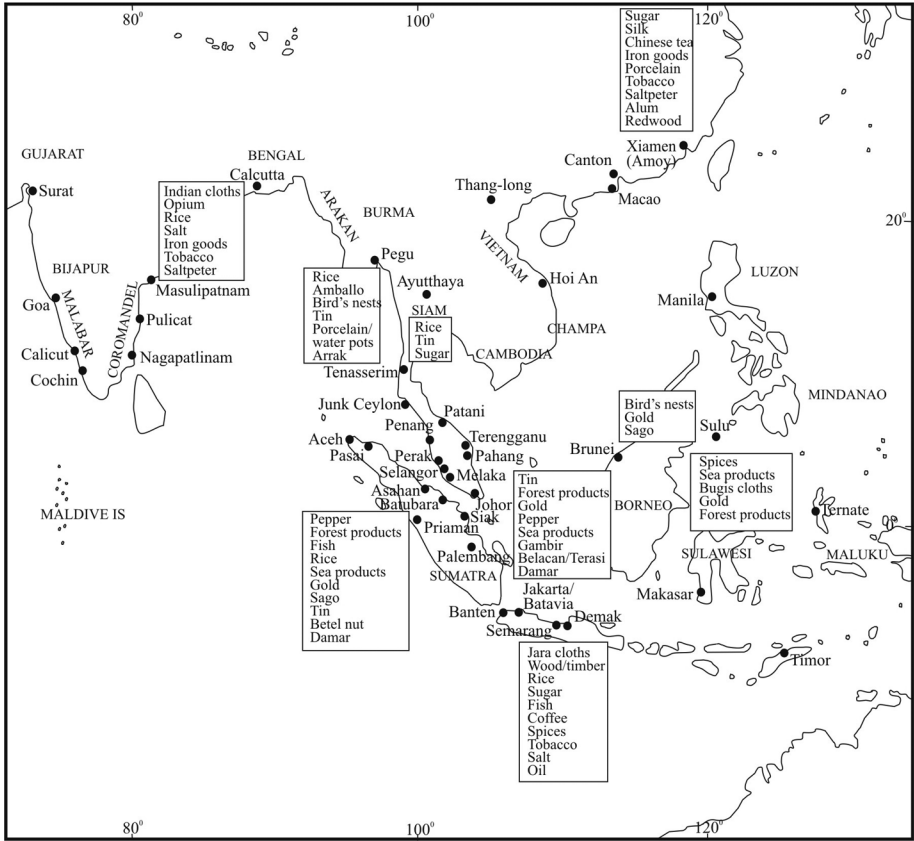 80°
100°
120°
Sugar
Silk
Chinese tea
Iron goods
Porcelain
Tobacco
Saltpeter
Alum
Redwood
GUJARAT
BENGAL
Calcutta
Surat
Xiamen
(Amoy)
Canton
Macao
Thang-long
20°
Indian cloths
Opium
Rice
Salt
Iron goods
Tobacco
Saltpeter
ARAKAN
BURMA
VIETNAM
BIJAPUR
Masulipatnam
Pegu
Hoi An
LUZON
Manila
Goa
MALABAR
COROMANDEL
Pulicat
Calicut
Nagapatlinam
Cochin
Rice
Amballo
Bird's nests
Tin
Porcelain/
water pots
Arrak
Ayutthaya
SIAM
Rice
Tin
Sugar
CHAMPA
CAMBODIA
Tenasserim
Junk Ceylon
Patani
Penang
Aceh
Pasai
Terengganu
Perak
Pahang
Selangor
Melaka
Asahan
Batubara
Johor
Siak
Priaman
Palembang
SUMATRA
MALDIVE IS
Bird's nests
Gold
Sago
MINDANAO
Sulu
Brunei
Spices
Sea products
Bugis cloths
Gold
Forest products
Tin
Forest products
Gold
Pepper
Sea products
Gambir
Belacan/Terasi
Damar
BORNEO
Ternate
SULAWESI
MALUKU
Makasar
Pepper
Forest products
Fish
Rice
Sea products
Gold
Sago
Tin
Betel nut
Damar
Jakarta/
Batavia
Banten
Demak
Semarang
Timor
Jara cloths
Wood/timber
Rice
Sugar
Fish
Coffee
Spices
Tobacco
Salt
Oil
80°
100°
120°